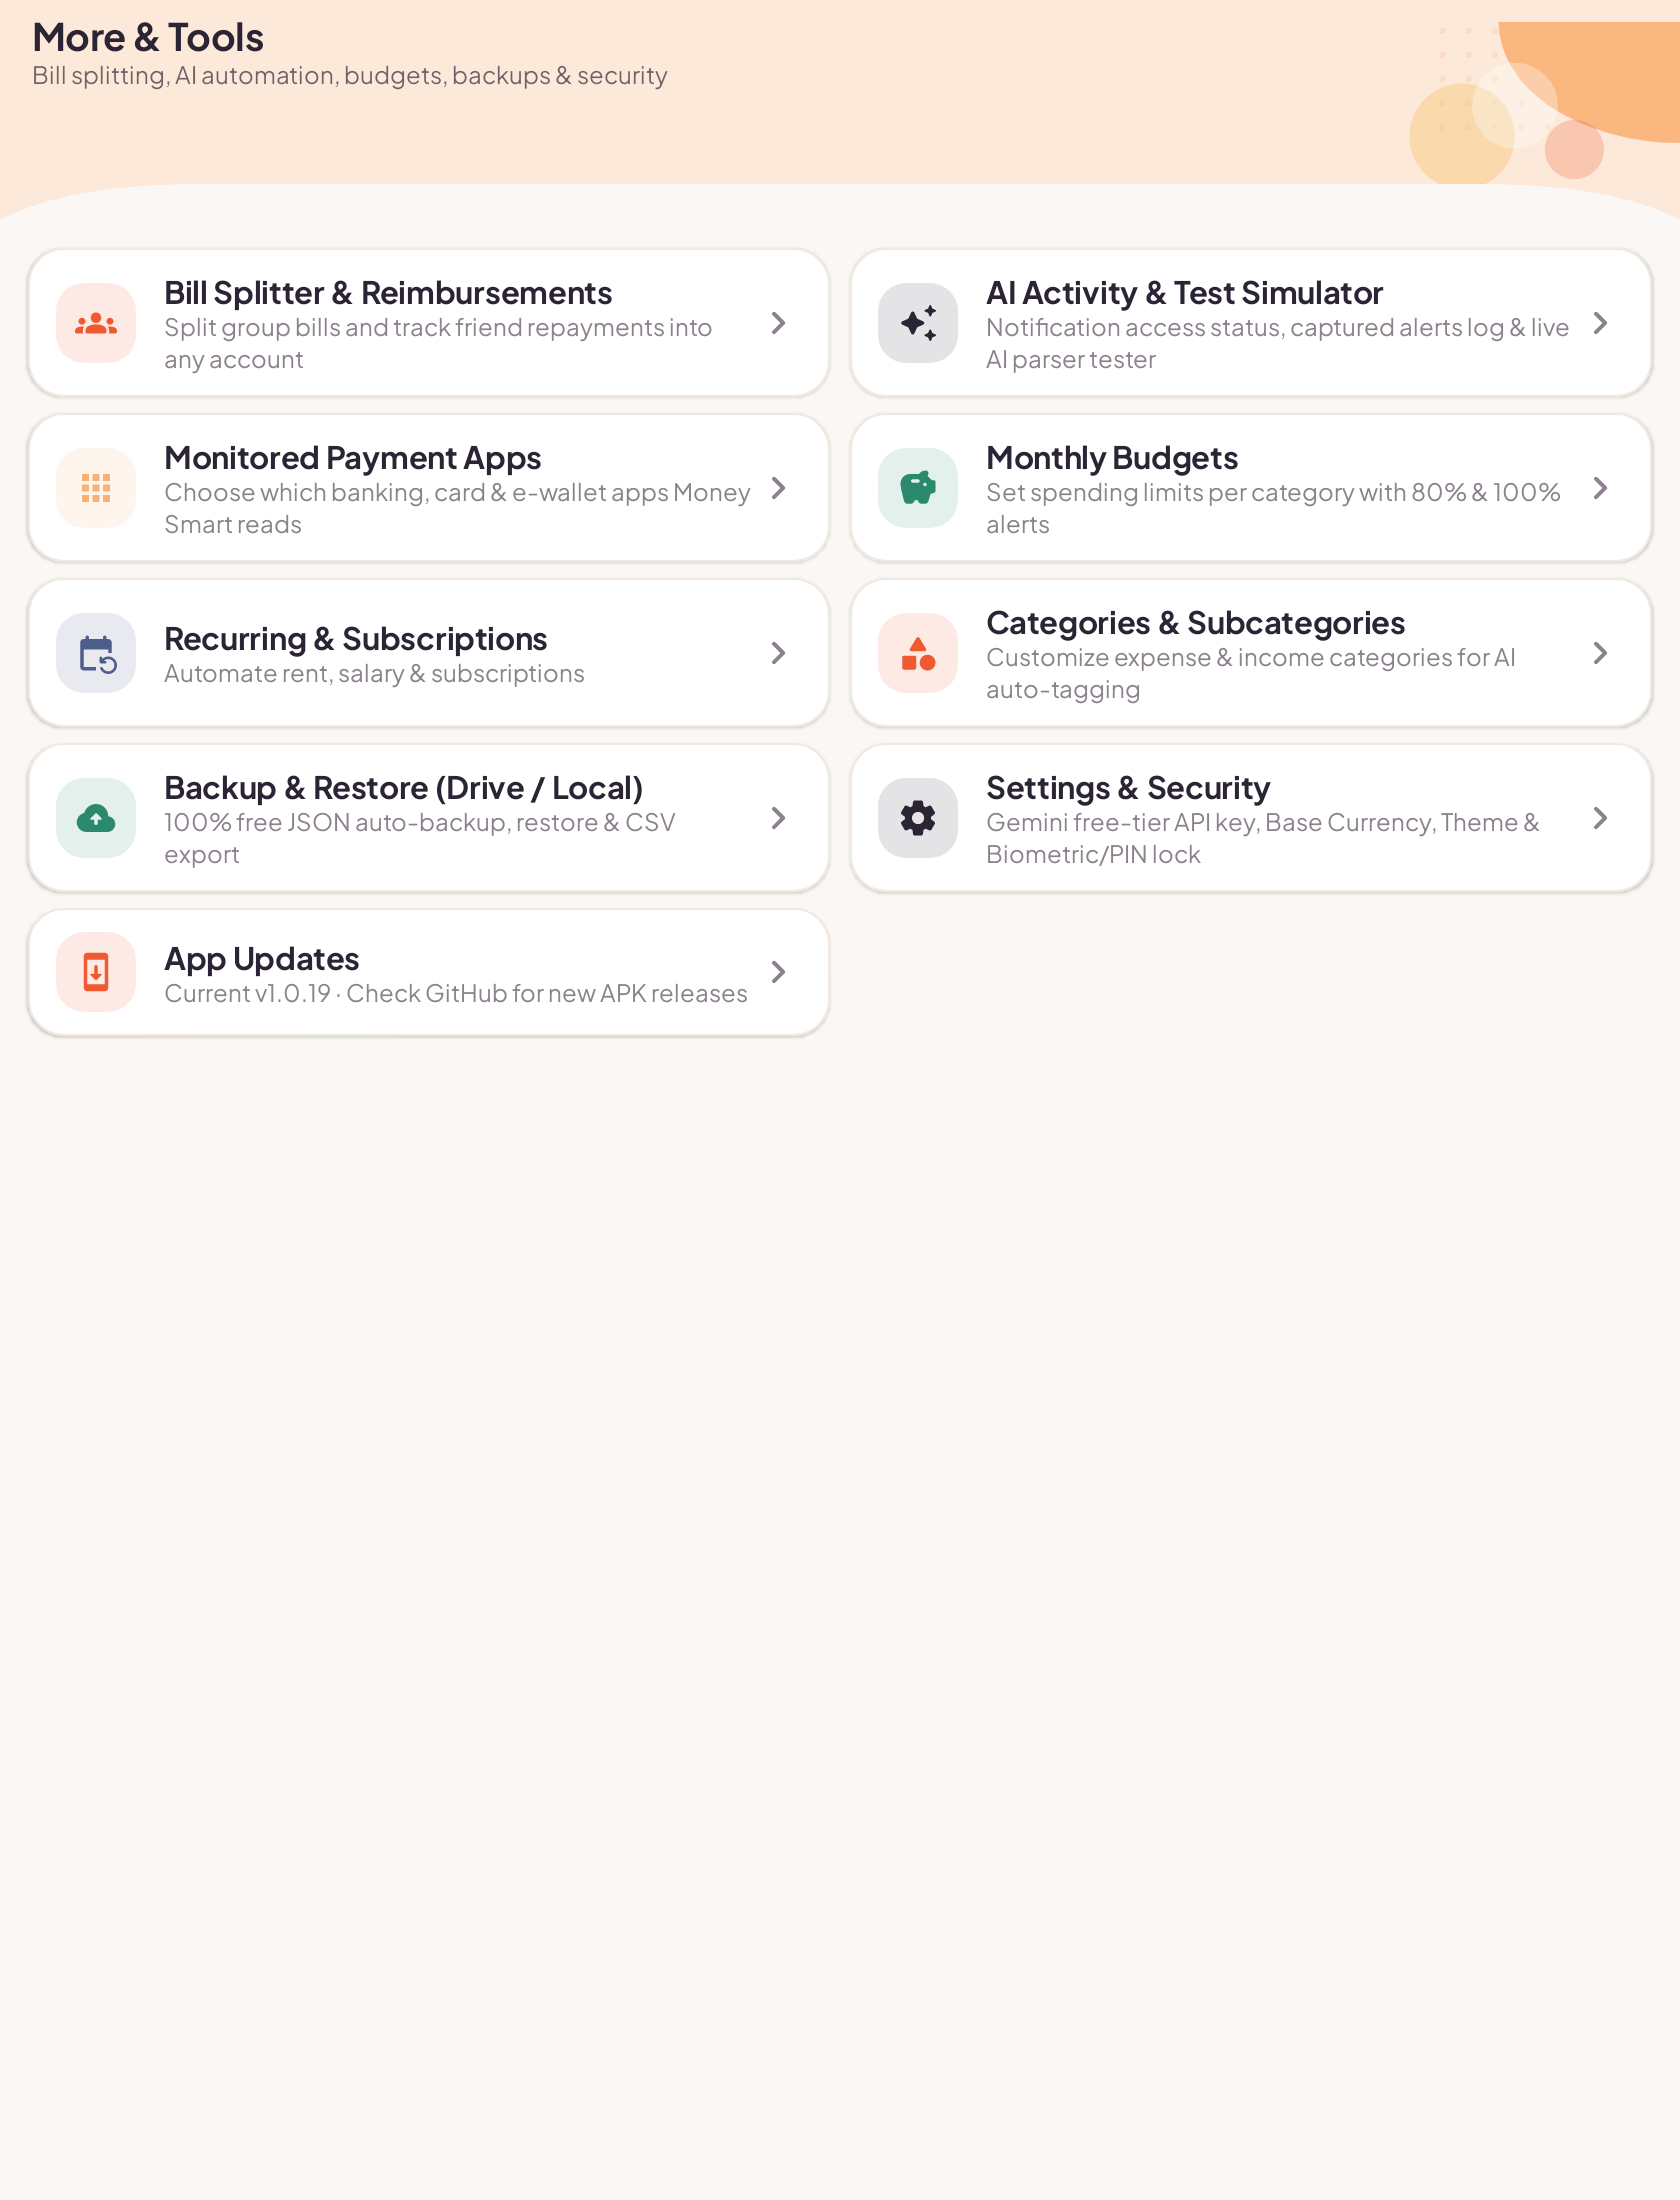 More & Tools
Bill splitting, AI automation, budgets, backups & security
Bill Splitter & Reimbursements
Split group bills and track friend repayments into
any account
AI Activity & Test Simulator
Notification access status, captured alerts log & live
AI parser tester
Monitored Payment Apps
Choose which banking, card & e-wallet apps Money
Smart reads
Monthly Budgets
Set spending limits per category with 80% & 100%
alerts
Recurring & Subscriptions
Automate rent, salary & subscriptions
Categories & Subcategories
Customize expense & income categories for AI
auto-tagging
Backup & Restore (Drive / Local)
100% free JSON auto-backup, restore & CSV
export
Settings & Security
Gemini free-tier API key, Base Currency, Theme &
Biometric/PIN lock
App Updates
Current v1.0.19 · Check GitHub for new APK releases